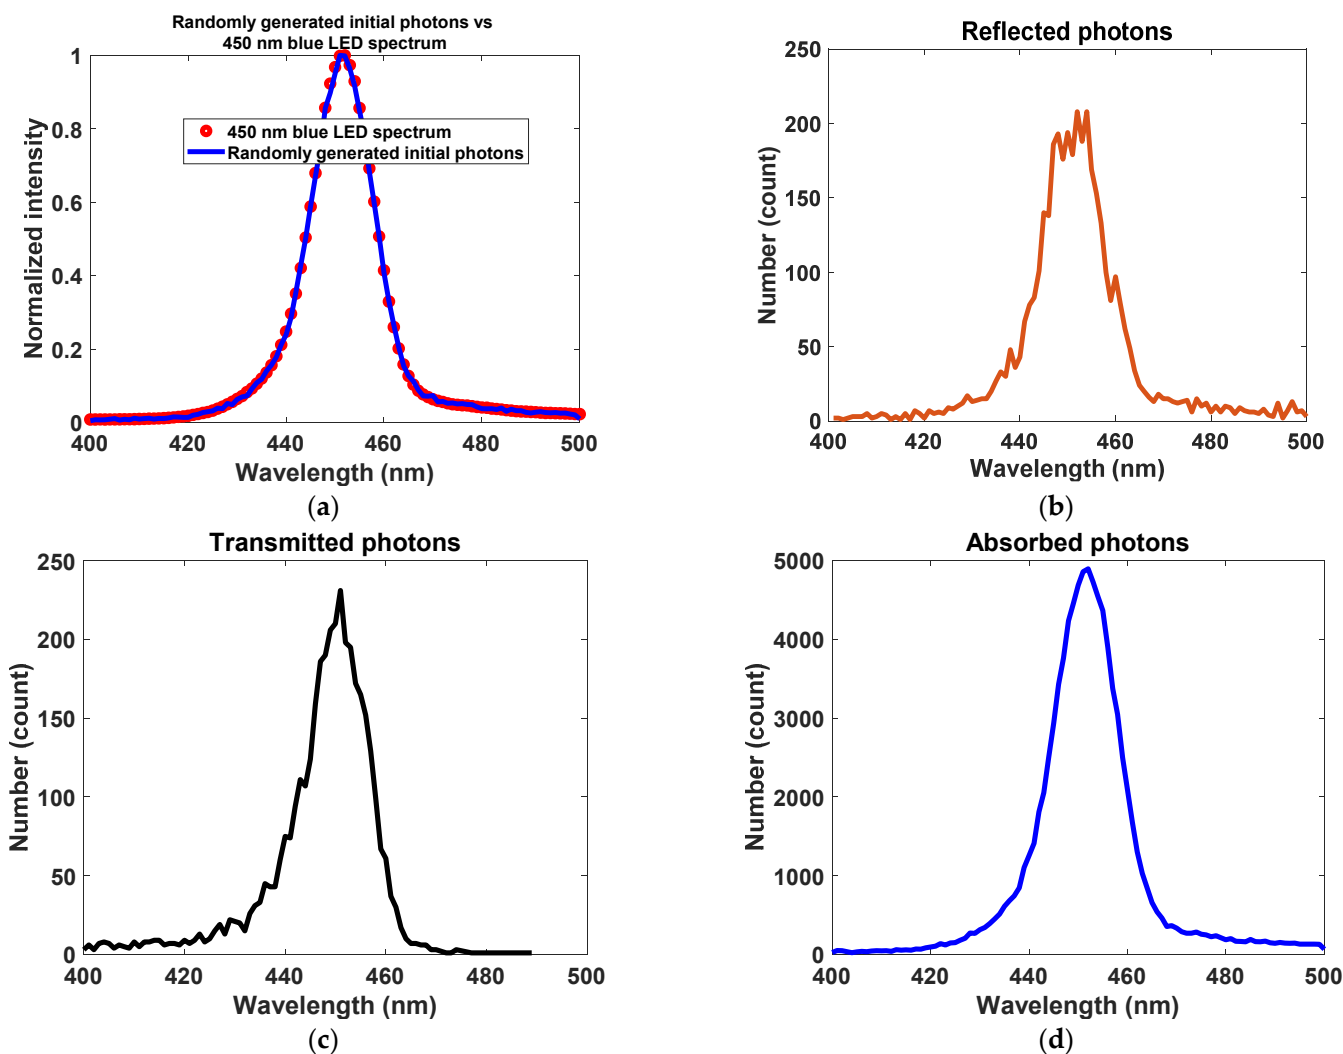 Randomly generated initial photons vs
450 nm blue LED spectrum
1
0.8
0.6
0.4
0.2
0
Normalized intensity
450 nm blue LED spectrum
Randomly generated initial photons
400 420 440 460 480 500
Wavelength (nm)
(a)
Reflected photons
250
200
150
100
50
0
Number (count)
400 420 440 460 480 500
Wavelength (nm)
(b)
Transmitted photons
250
200
150
100
50
0
Number (count)
400 420 440 460 480 500
Wavelength (nm)
(c)
Absorbed photons
5000
4000
3000
2000
1000
0
Number (count)
400 420 440 460 480 500
Wavelength (nm)
(d)